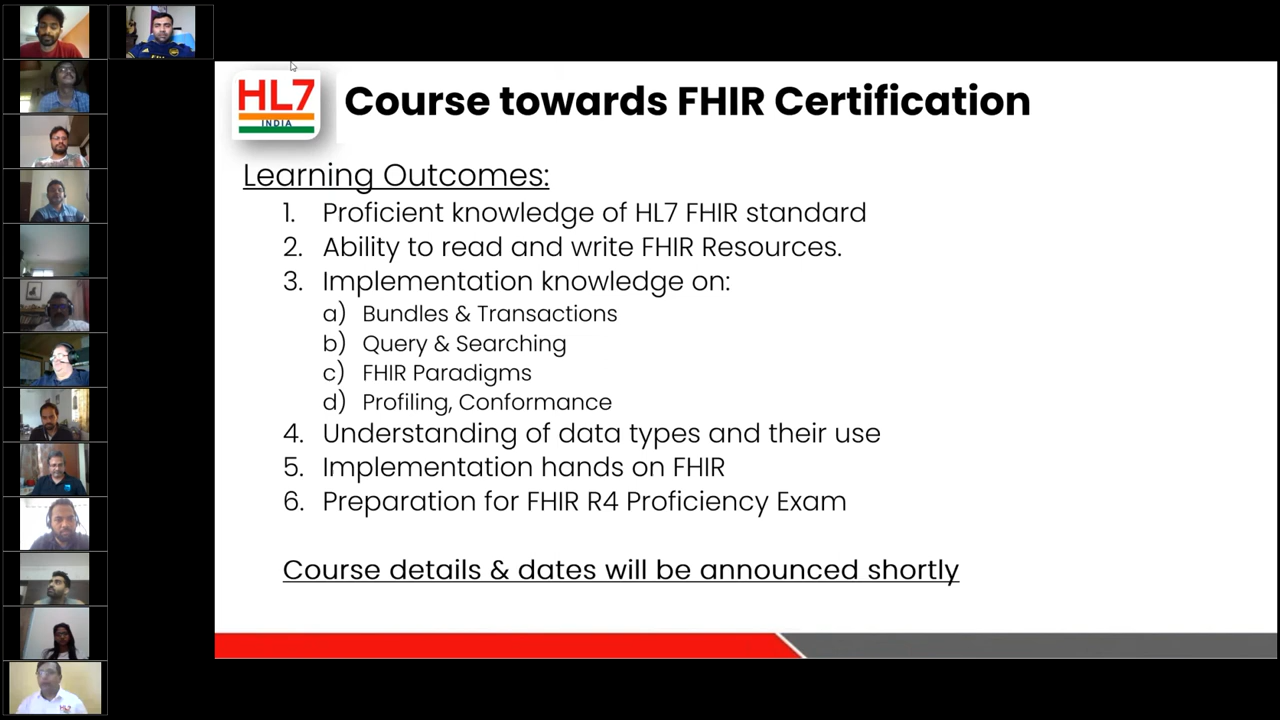 HL7
INDIA
Course towards FHIR Certification
Learning Outcomes:
1. Proficient knowledge of HL7 FHIR standard
2. Ability to read and write FHIR Resources.
3. Implementation knowledge on:
a) Bundles & Transactions
b) Query & Searching
c) FHIR Paradigms
d) Profiling, Conformance
4. Understanding of data types and their use
5. Implementation hands on FHIR
6. Preparation for FHIR R4 Proficiency Exam
Course details & dates will be announced shortly